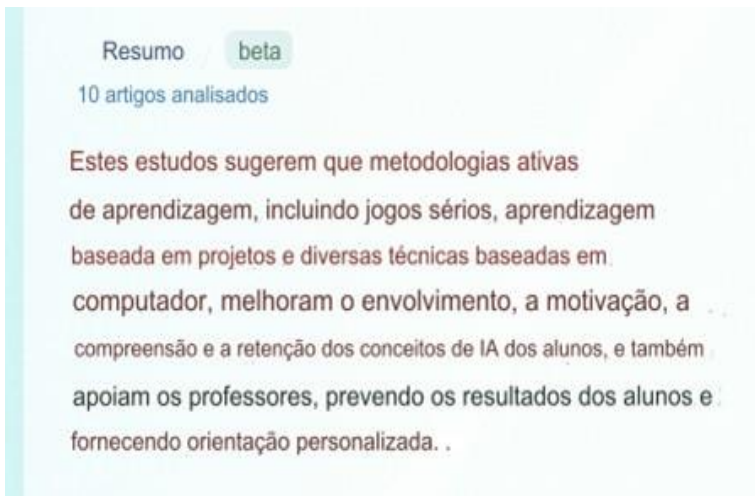 Resumo beta
10 artigos analisados
Estes estudos sugerem que metodologias ativas
de aprendizagem, incluindo jogos sérios, aprendizagem
baseada em projetos e diversas técnicas baseadas em
computador, melhoram o envolvimento, a motivação, a
compreensão e a retenção dos conceitos de IA dos alunos, e também
apoiam os professores, prevendo os resultados dos alunos e
fornecendo orientação personalizada. .